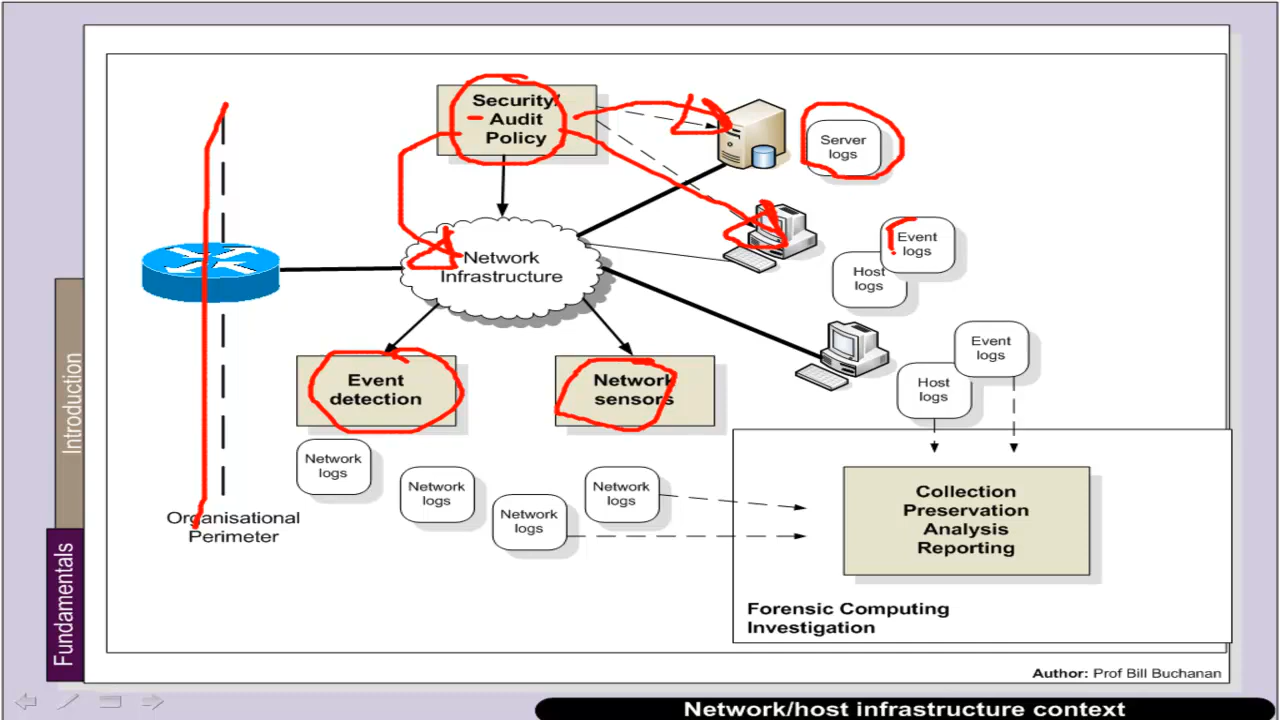 Security/
Audit
Policy
Server
logs
Event
logs
Host
logs
Network
Infrastructure
Event
logs
Host
logs
Event
detection
Network
sensors
Network
logs
Network
logs
Network
logs
Network
logs
Organisational
Perimeter
Collection
Preservation
Analysis
Reporting
Forensic Computing
Investigation
Introduction
Fundamentals
Author: Prof Bill Buchanan
Network/host infrastructure context